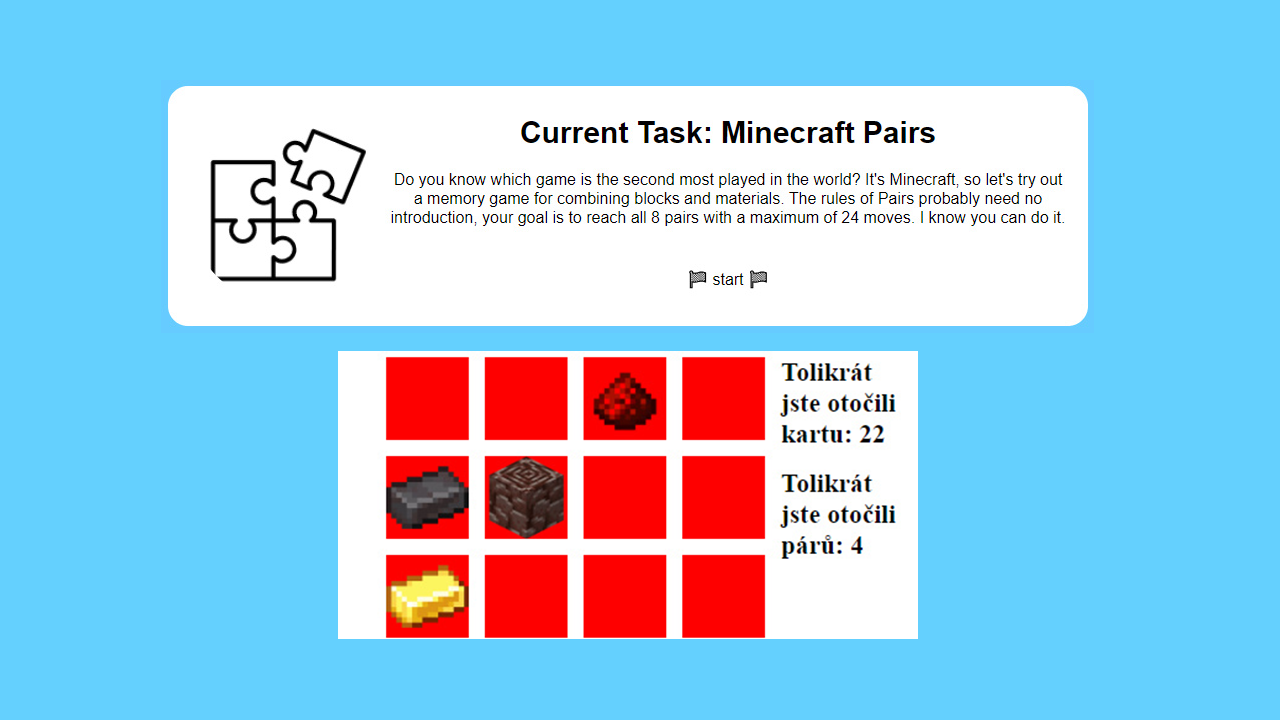 Current Task: Minecraft Pairs
Do you know which game is the second most played in the world? It's Minecraft, so let's try out
a memory game for combining blocks and materials. The rules of Pairs probably need no
introduction, your goal is to reach all 8 pairs with a maximum of 24 moves. I know you can do it.
start
Tolikrát
jste otočili
kartu: 22
Tolikrát
jste otočili
párů: 4